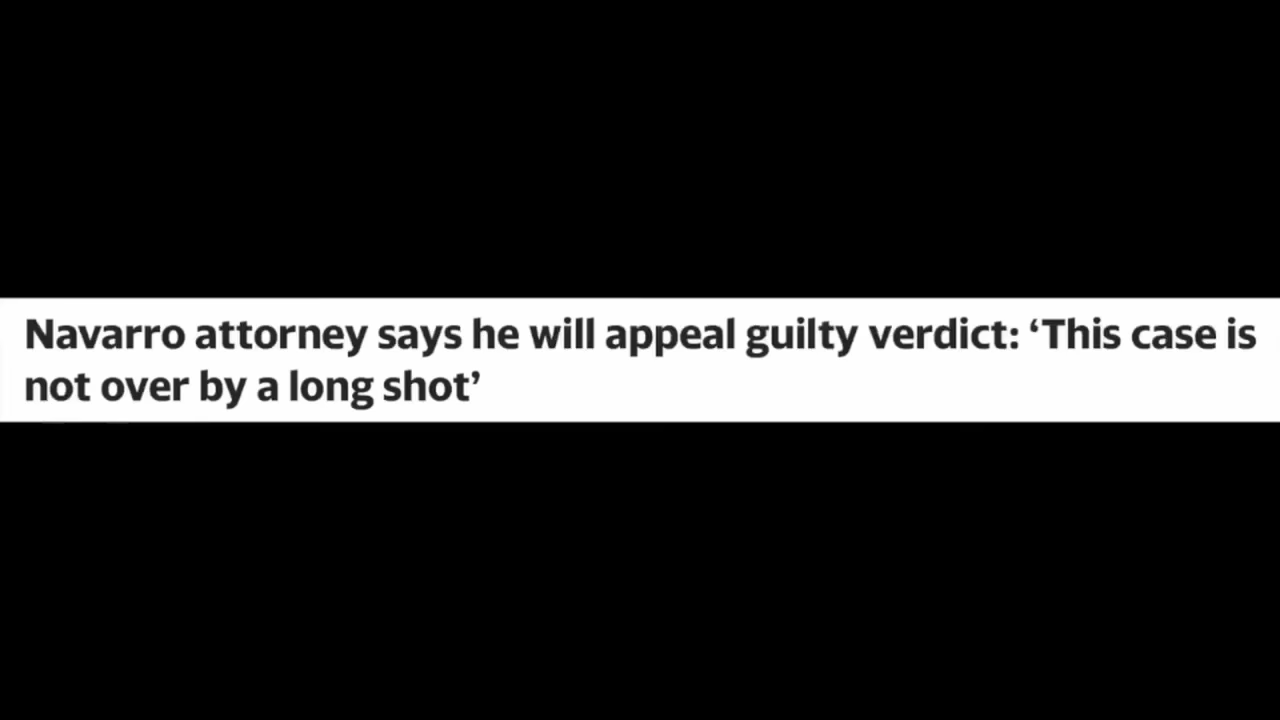 Navarro attorney says he will appeal guilty verdict: ‘This case is
not over by a long shot’